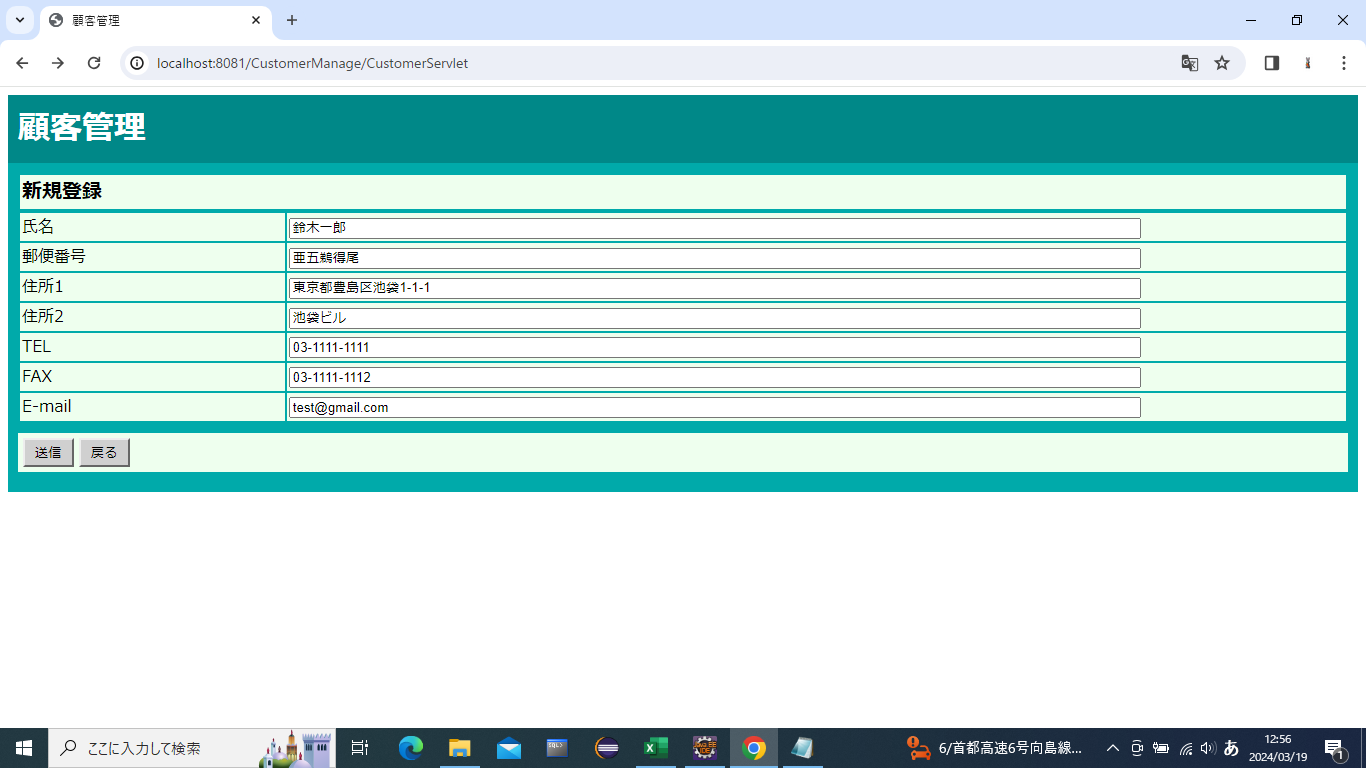 顧客管理
localhost:8081/CustomerManage/CustomerServlet
顧客管理
新規登録
氏名 鈴木一郎
郵便番号 亜五鵜得尾
住所1 東京都豊島区池袋1-1-1
住所2 池袋ビル
TEL 03-1111-1111
FAX 03-1111-1112
E-mail test@gmail.com
送信 戻る
ここに入力して検索
6/首都高速6号向島線...
あ
12:56
2024/03/19
1